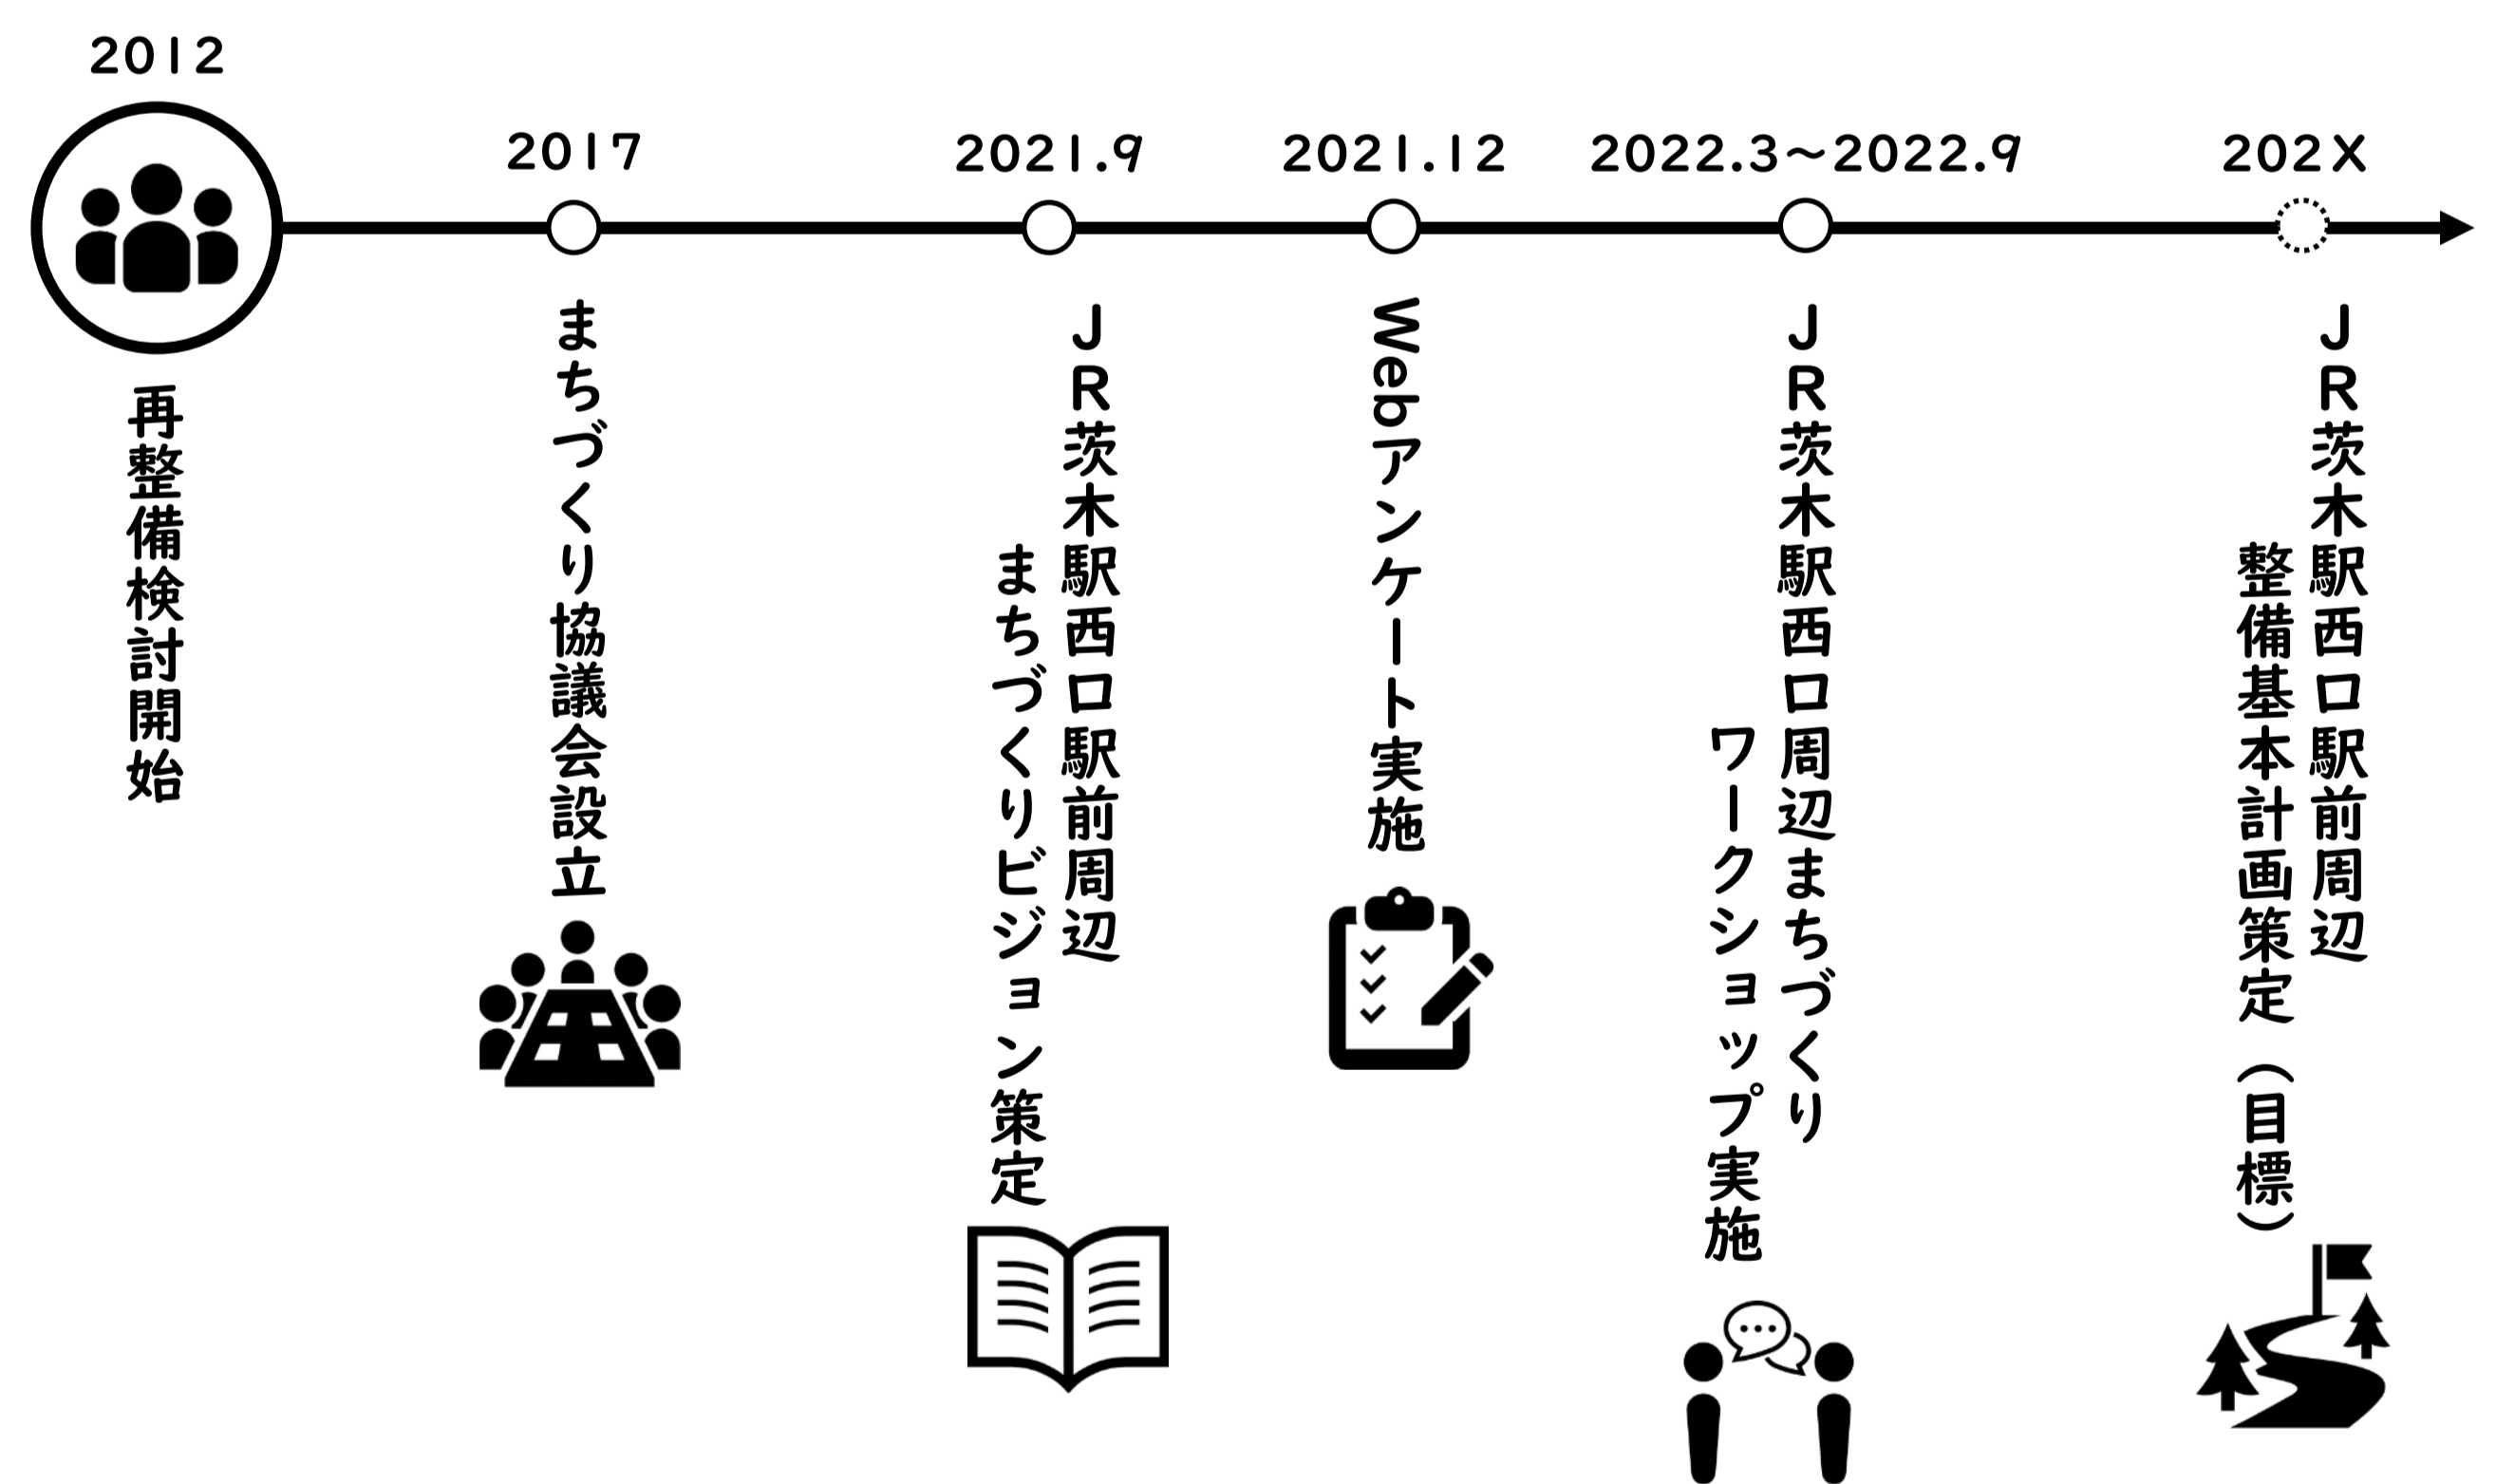 2012
再整備検討開始
2017
まちづくり協議会設立
2021.9
JR茨木駅西口駅前周辺
まちづくりビジョン策定
2021.12
Webアンケート実施
2022.3~2022.9
JR茨木駅西口周辺まちづくり
ワークショップ実施
202X
JR茨木駅西口駅前周辺
整備基本計画策定（目標）